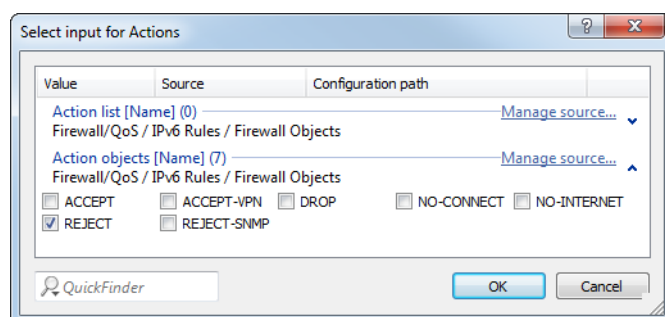 Select input for Actions
?
X
Value Source Configuration path
Action list [Name] (0) Manage source...
Firewall/QoS / IPv6 Rules / Firewall Objects
Action objects [Name] (7) Manage source...
Firewall/QoS / IPv6 Rules / Firewall Objects
ACCEPT ACCEPT-VPN DROP NO-CONNECT NO-INTERNET
REJECT REJECT-SNMP
QuickFinder OK Cancel